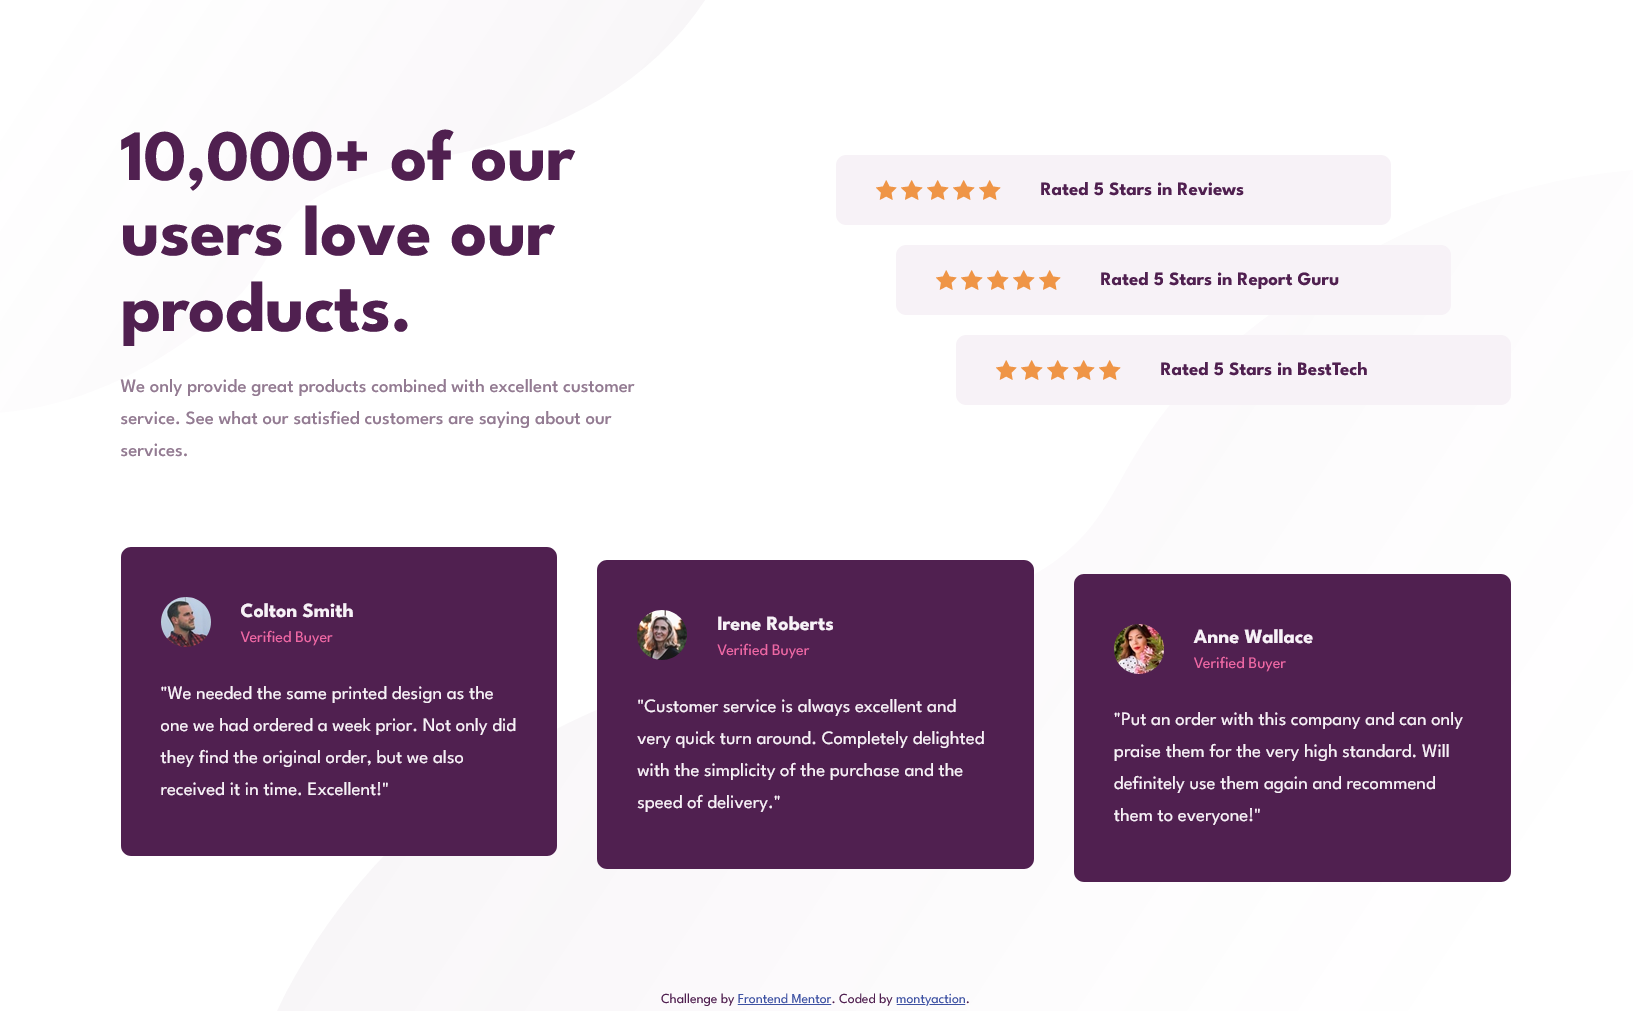 10,000+ of our
users love our
products.
We only provide great products combined with excellent customer
service. See what our satisfied customers are saying about our
services.
Rated 5 Stars in Reviews
Rated 5 Stars in Report Guru
Rated 5 Stars in BestTech
Colton Smith
Verified Buyer
"We needed the same printed design as the
one we had ordered a week prior. Not only did
they find the original order, but we also
received it in time. Excellent!"
Irene Roberts
Verified Buyer
"Customer service is always excellent and
very quick turn around. Completely delighted
with the simplicity of the purchase and the
speed of delivery."
Anne Wallace
Verified Buyer
"Put an order with this company and can only
praise them for the very high standard. Will
definitely use them again and recommend
them to everyone!"
Challenge by Frontend Mentor. Coded by montyaction.